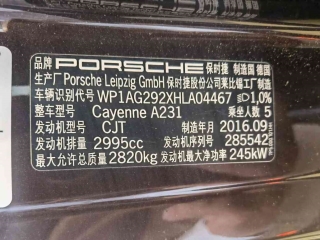 品牌 PORSCHE 保时捷 制造国 德国
生产厂 Porsche Leipzig GmbH 保时捷股份公司莱比锡工厂 制造
车辆识别代号 WP1AG292XHLA04467 1,0%
整车型号 Cayenne A231 乘坐人数 5
发动机型号 CJT 制造年月 2016.09
发动机排量 2995cc 发动机序列号 285542
最大允许总质量 2820kg 发动机最大净功率 245kW